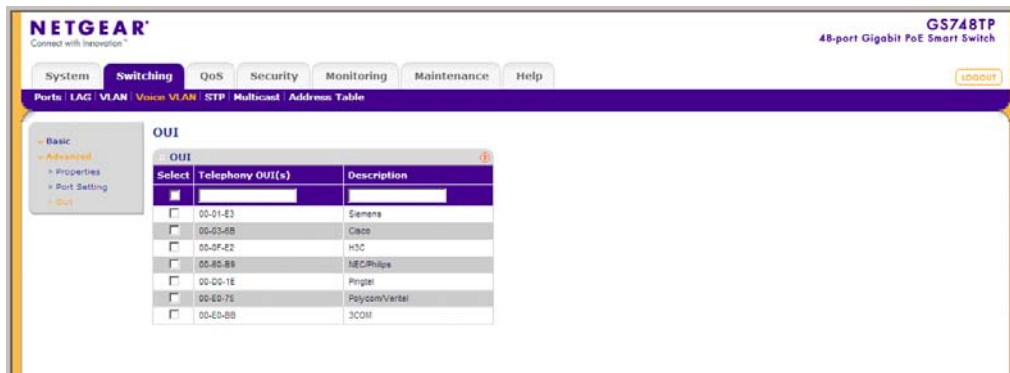 NETGEAR®
Connect with Innovation™
GS748TP
48-port Gigabit PoE Smart Switch
System Switching QoS Security Monitoring Maintenance Help
LOGOUT
Ports LAG VLAN Voice VLAN STP Multicast Address Table
Basic
Advanced
Properties
Port Setting
OUI
OUI
OUI
Select Telephony OUI(s) Description
00-01-E3 Siemens
00-03-6B Cisco
00-0F-E2 H3C
00-60-B9 NEC/Philips
00-D0-1E Pingtel
00-E0-75 Polycom/Veritel
00-E0-BB 3COM